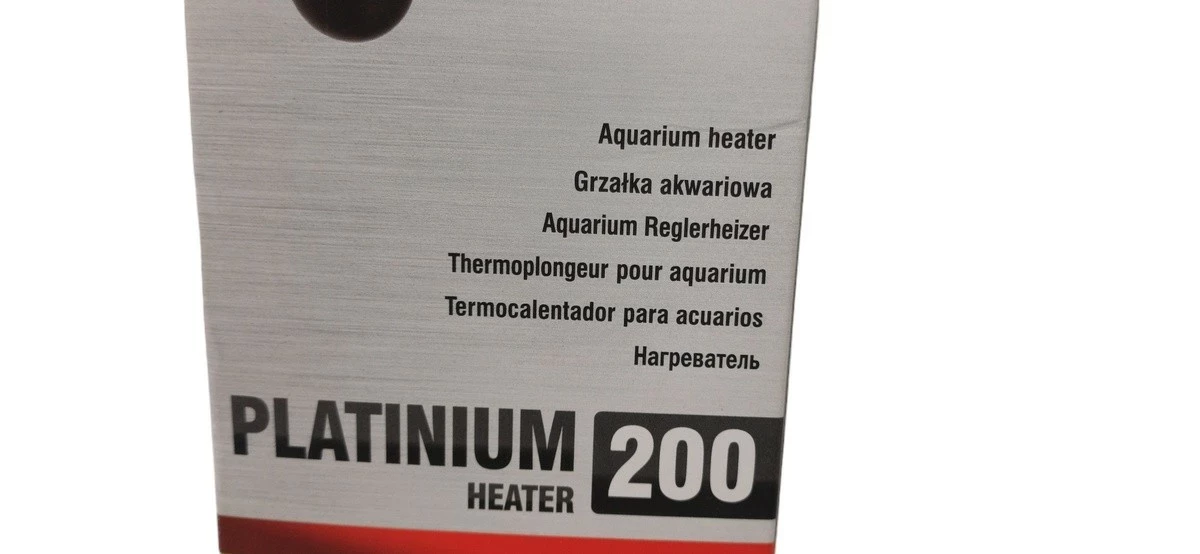 Aquarium heater
Grzałka akwariowa
Aquarium Reglerheizer
Thermoplongeur pour aquarium
Termocalentador para acuarios
Нагреватель
PLATINIUM 200
HEATER